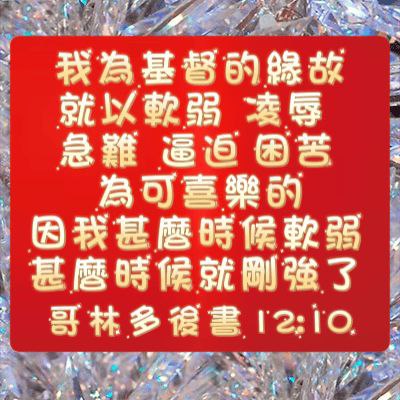 我為基督的緣故
就以軟弱 凌辱
急難 逼迫 困苦
為可喜樂的
因我甚麼時候軟弱
甚麼時候就剛強了
哥林多後書 12:10